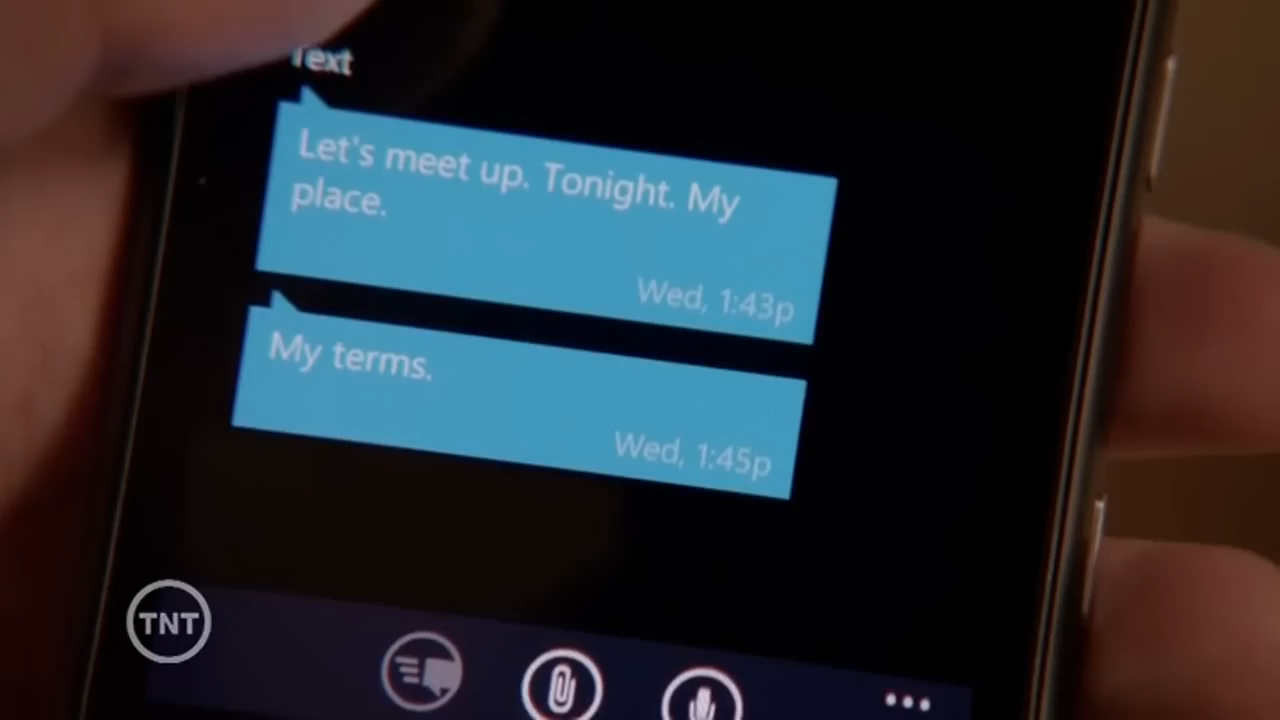 Text
Let's meet up. Tonight. My
place.
Wed, 1:43p
My terms.
Wed, 1:45p
TNT